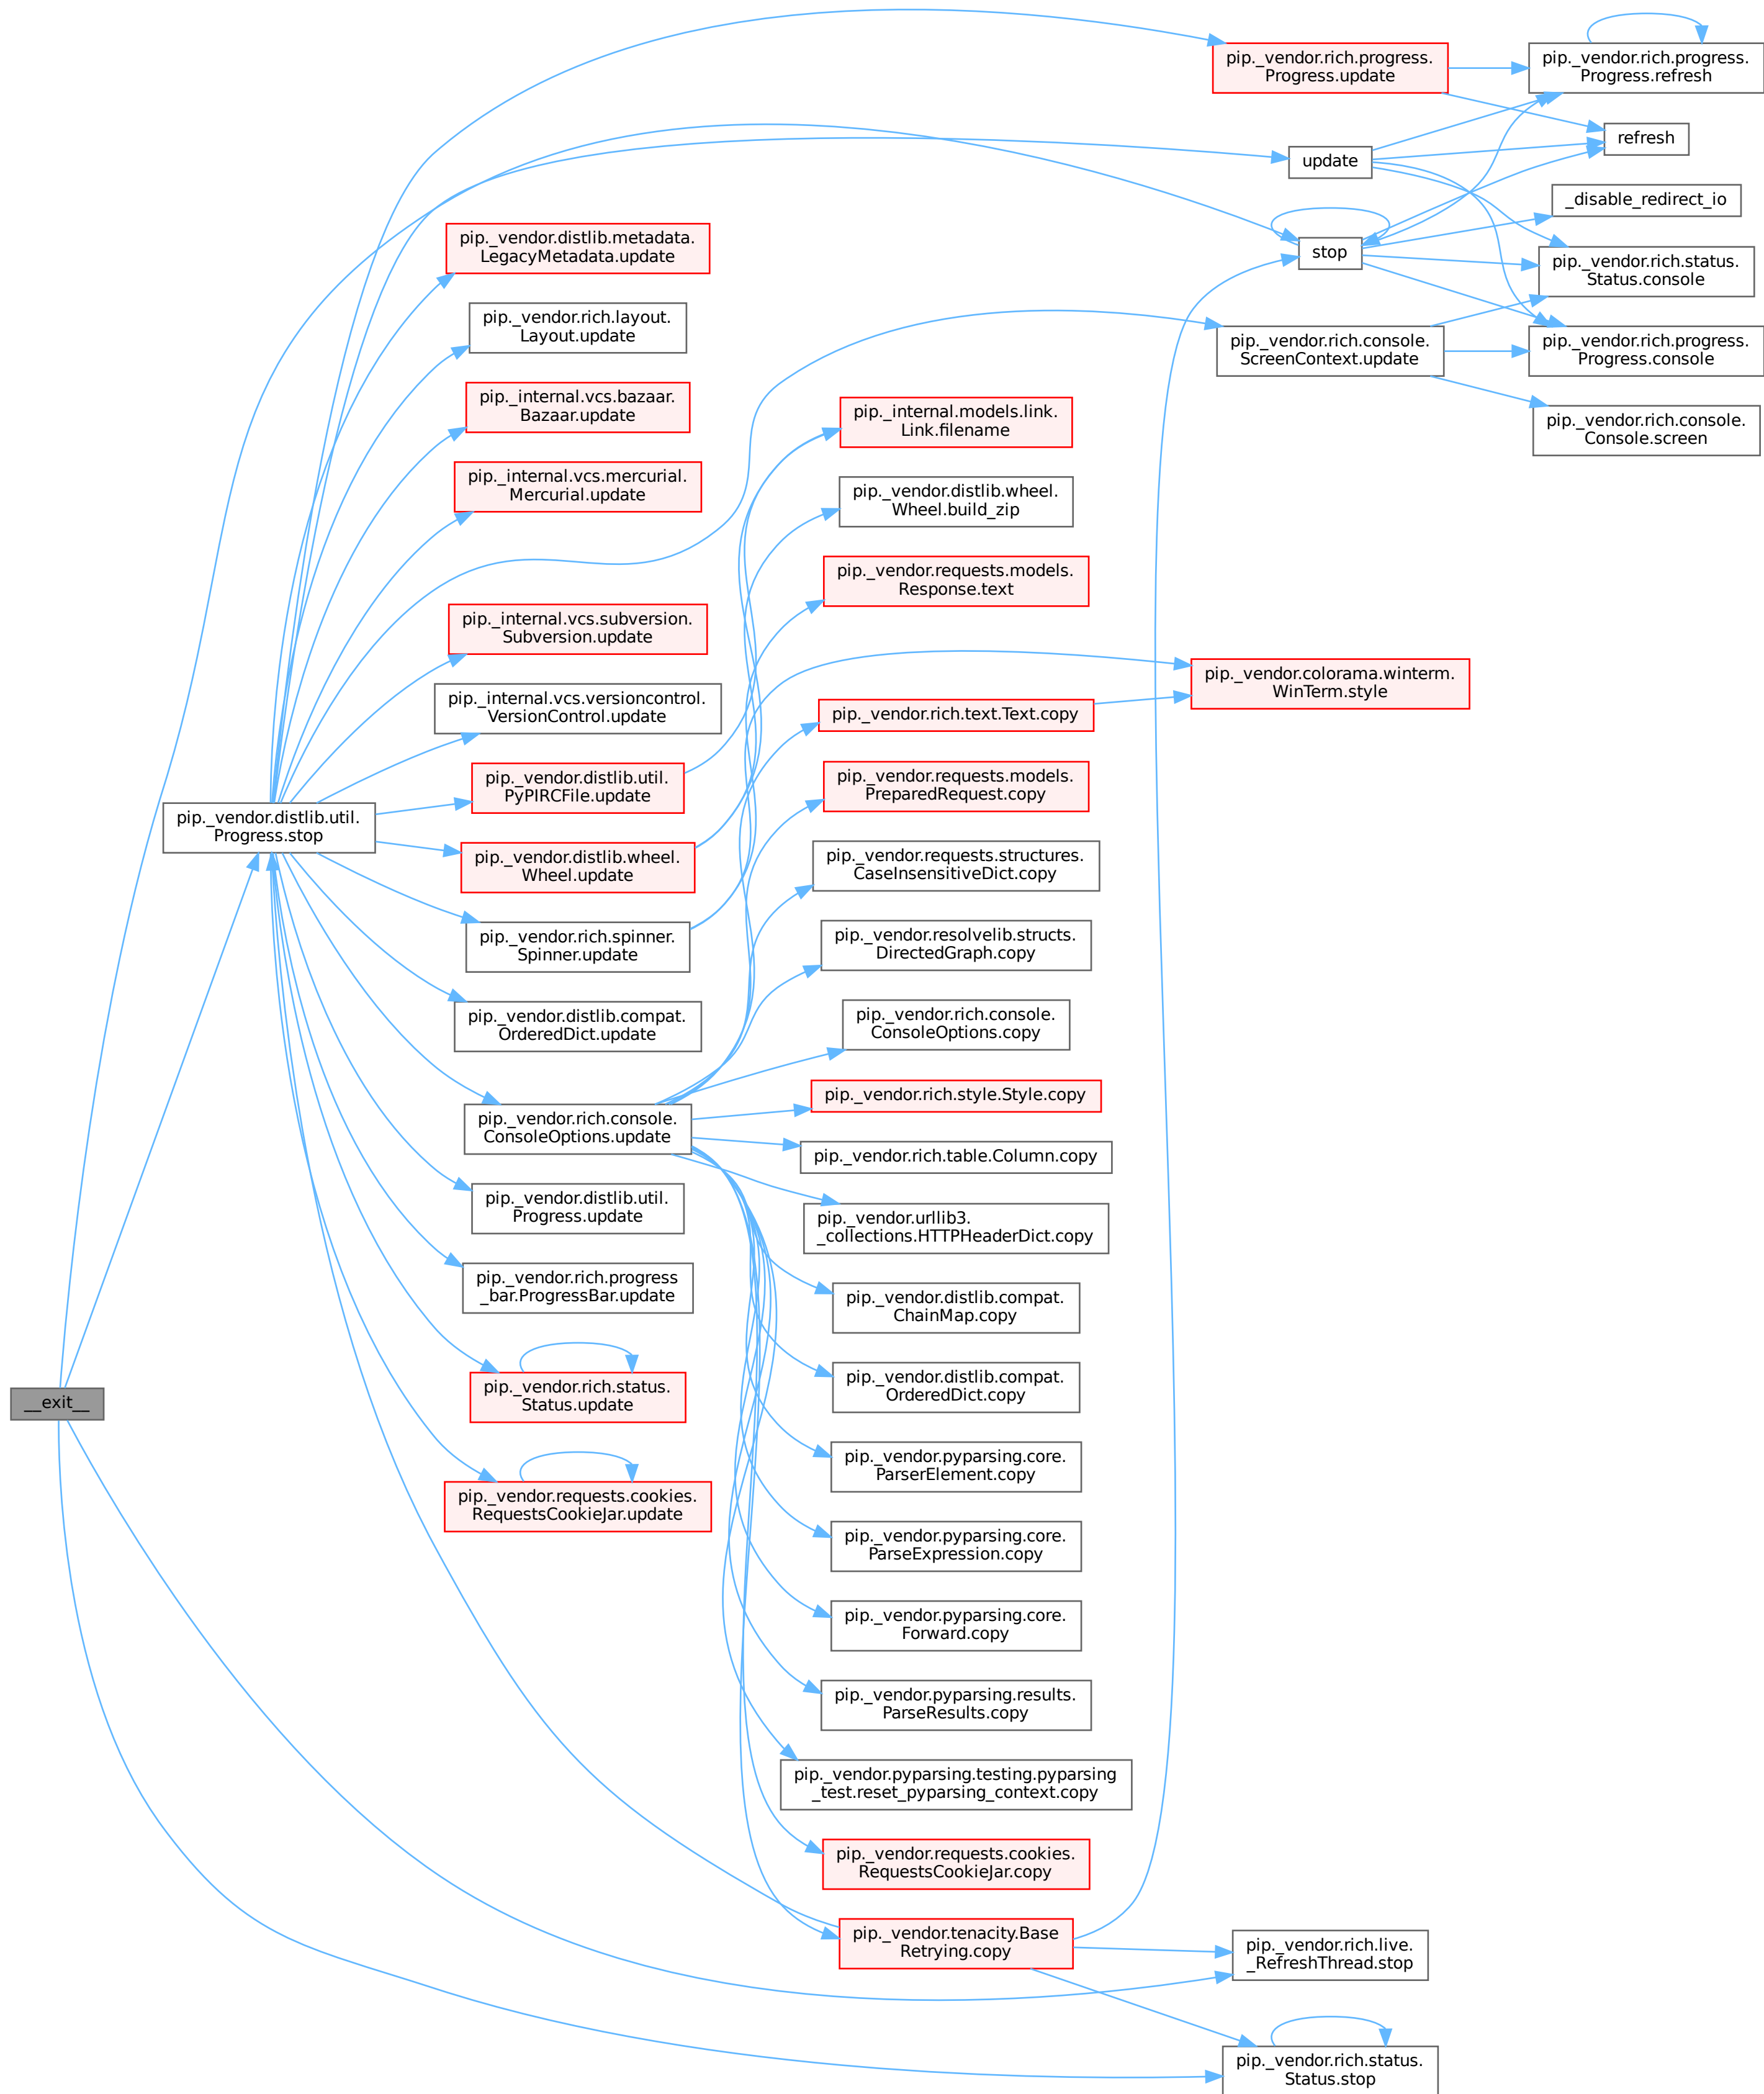 __exit__
pip._vendor.distlib.util.
Progress.stop
pip._vendor.distlib.metadata.
LegacyMetadata.update
pip._vendor.rich.layout.
Layout.update
pip._internal.vcs.bazaar.
Bazaar.update
pip._internal.vcs.mercurial.
Mercurial.update
pip._internal.vcs.subversion.
Subversion.update
pip._internal.vcs.versioncontrol.
VersionControl.update
pip._vendor.distlib.util.
PyPIRCFile.update
pip._vendor.distlib.wheel.
Wheel.update
pip._vendor.rich.spinner.
Spinner.update
pip._vendor.distlib.compat.
OrderedDict.update
pip._vendor.rich.console.
ConsoleOptions.update
pip._vendor.distlib.util.
Progress.update
pip._vendor.rich.progress
_bar.ProgressBar.update
pip._vendor.rich.status.
Status.update
pip._vendor.requests.cookies.
RequestsCookieJar.update
pip._internal.models.link.
Link.filename
pip._vendor.distlib.wheel.
Wheel.build_zip
pip._vendor.requests.models.
Response.text
pip._vendor.rich.text.Text.copy
pip._vendor.requests.models.
PreparedRequest.copy
pip._vendor.requests.structures.
CaseInsensitiveDict.copy
pip._vendor.resolvelib.structs.
DirectedGraph.copy
pip._vendor.rich.console.
ConsoleOptions.copy
pip._vendor.rich.style.Style.copy
pip._vendor.rich.table.Column.copy
pip._vendor.urllib3.
_collections.HTTPHeaderDict.copy
pip._vendor.distlib.compat.
ChainMap.copy
pip._vendor.distlib.compat.
OrderedDict.copy
pip._vendor.pyparsing.core.
ParserElement.copy
pip._vendor.pyparsing.core.
ParseExpression.copy
pip._vendor.pyparsing.core.
Forward.copy
pip._vendor.pyparsing.results.
ParseResults.copy
pip._vendor.pyparsing.testing.pyparsing
_test.reset_pyparsing_context.copy
pip._vendor.requests.cookies.
RequestsCookieJar.copy
pip._vendor.tenacity.Base
Retrying.copy
pip._vendor.rich.progress.
Progress.update
update
stop
pip._vendor.rich.console.
ScreenContext.update
pip._vendor.colorama.winterm.
WinTerm.style
pip._vendor.rich.live.
_RefreshThread.stop
pip._vendor.rich.status.
Status.stop
pip._vendor.rich.progress.
Progress.refresh
refresh
_disable_redirect_io
pip._vendor.rich.status.
Status.console
pip._vendor.rich.progress.
Progress.console
pip._vendor.rich.console.
Console.screen